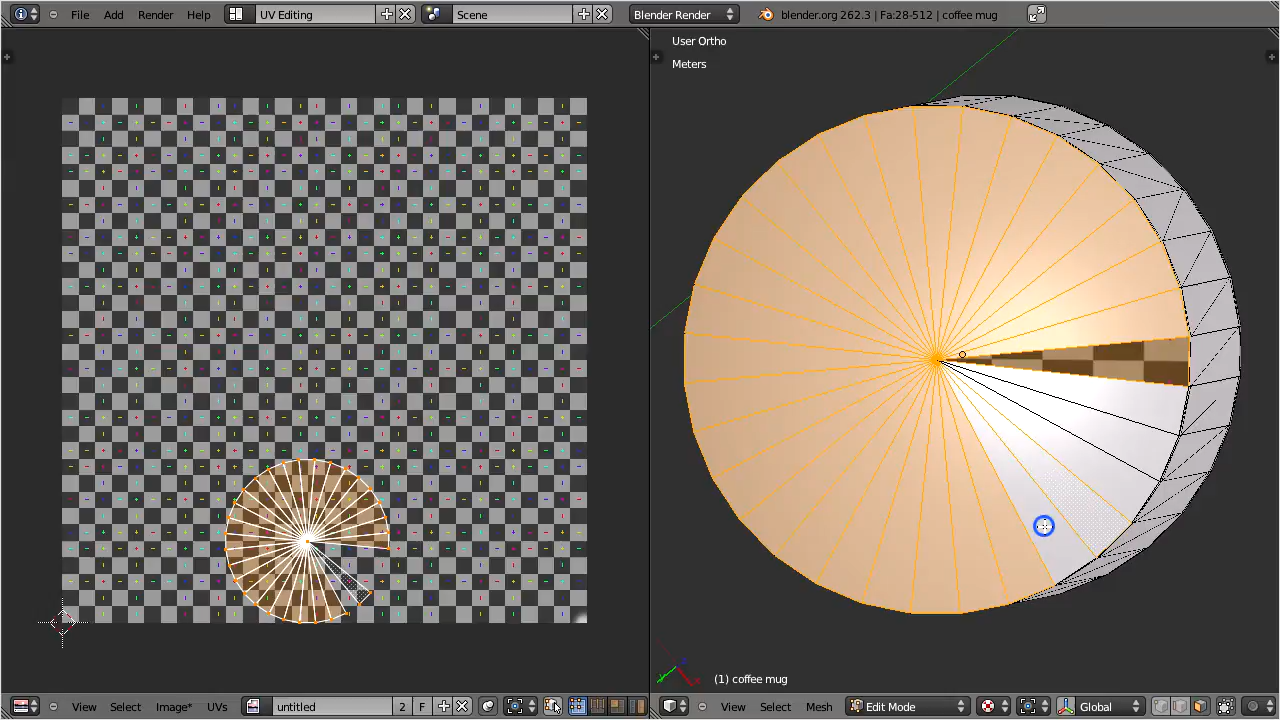 File Add Render Help UV Editing Scene Blender Render blender.org 262.3 | Fa:28-512 | coffee mug
User Ortho
Meters
(1) coffee mug
View Select Image* UVs untitled 2 F View Select Mesh Edit Mode Global